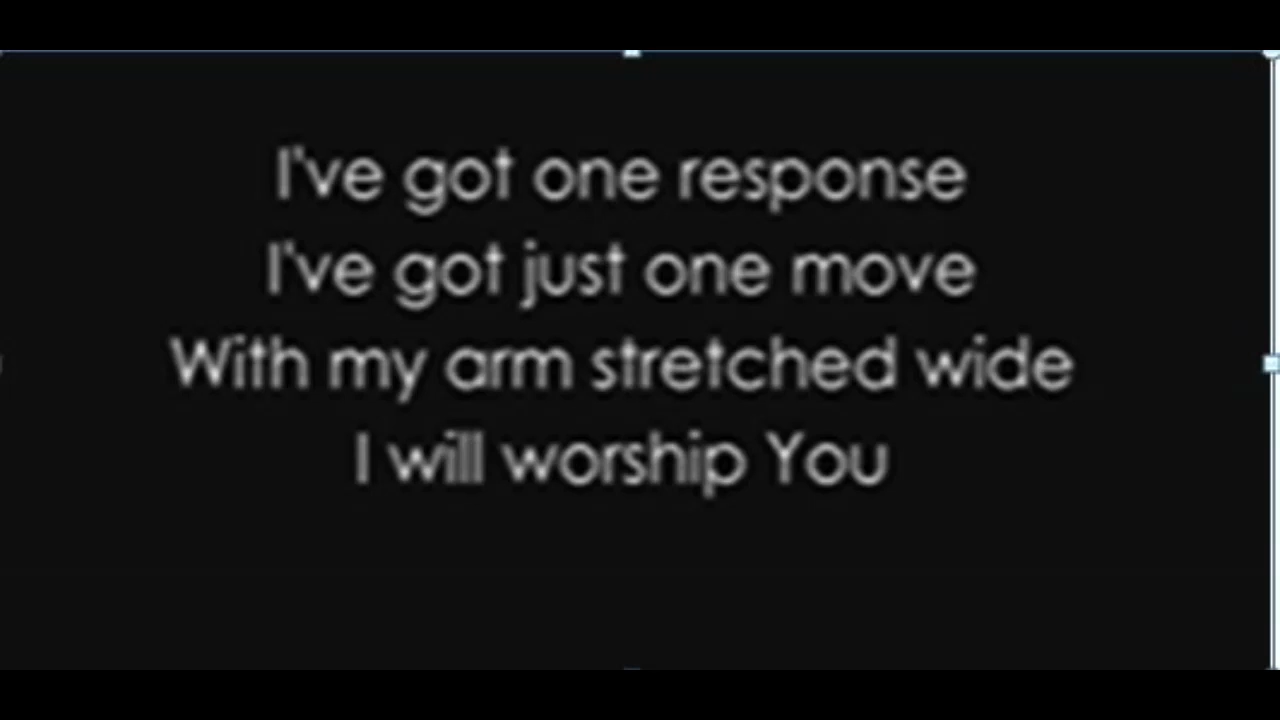 I've got one response
I've got just one move
With my arm stretched wide
I will worship You